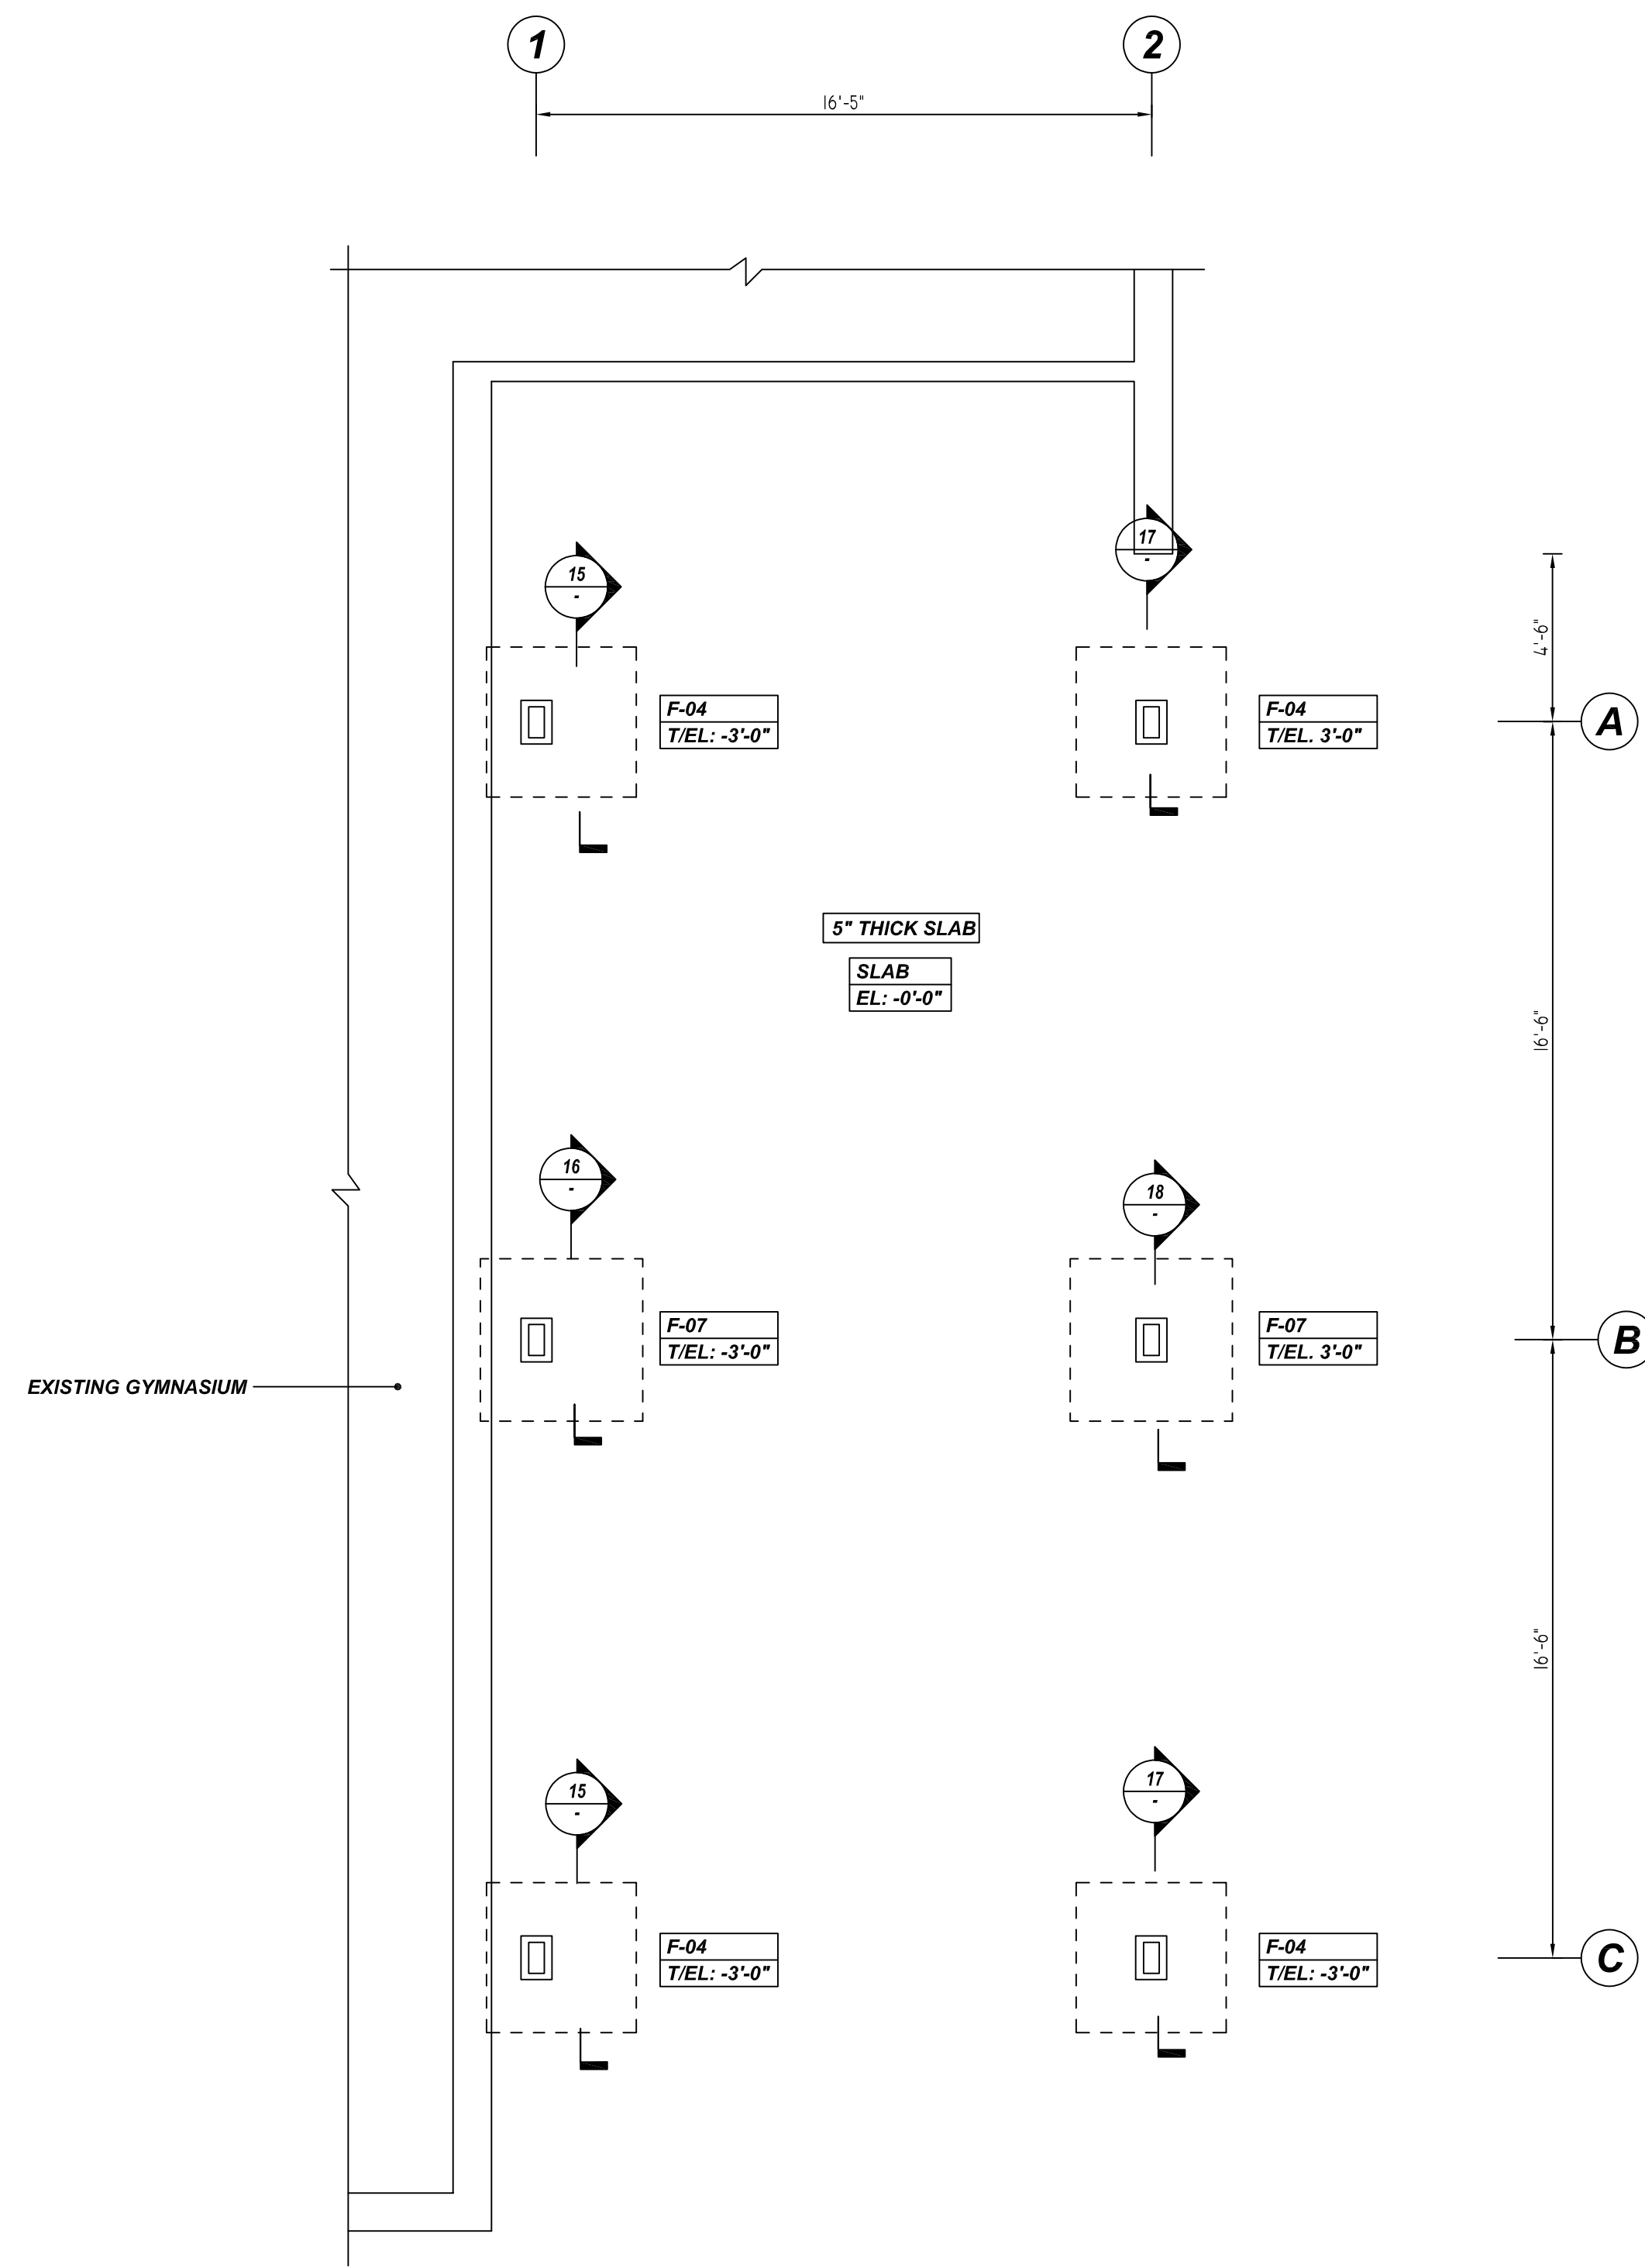 1
2
16'-5"
17
-
15
-
4'-6"
F-04
T/EL: -3'-0"
F-04
T/EL. 3'-0"
A
5" THICK SLAB
SLAB
EL: -0'-0"
16'-6"
16
-
18
-
F-07
T/EL: -3'-0"
F-07
T/EL. 3'-0"
B
EXISTING GYMNASIUM
16'-6"
15
-
17
-
F-04
T/EL: -3'-0"
F-04
T/EL: -3'-0"
C